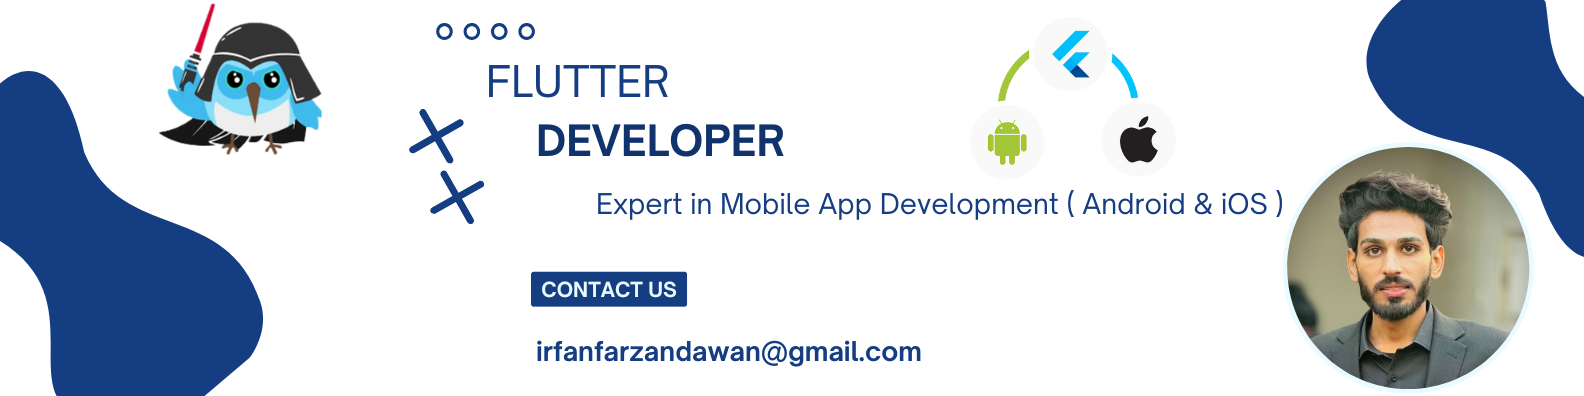 FLUTTER
DEVELOPER
Expert in Mobile App Development ( Android & iOS )
CONTACT US
irfanfarzandawan@gmail.com